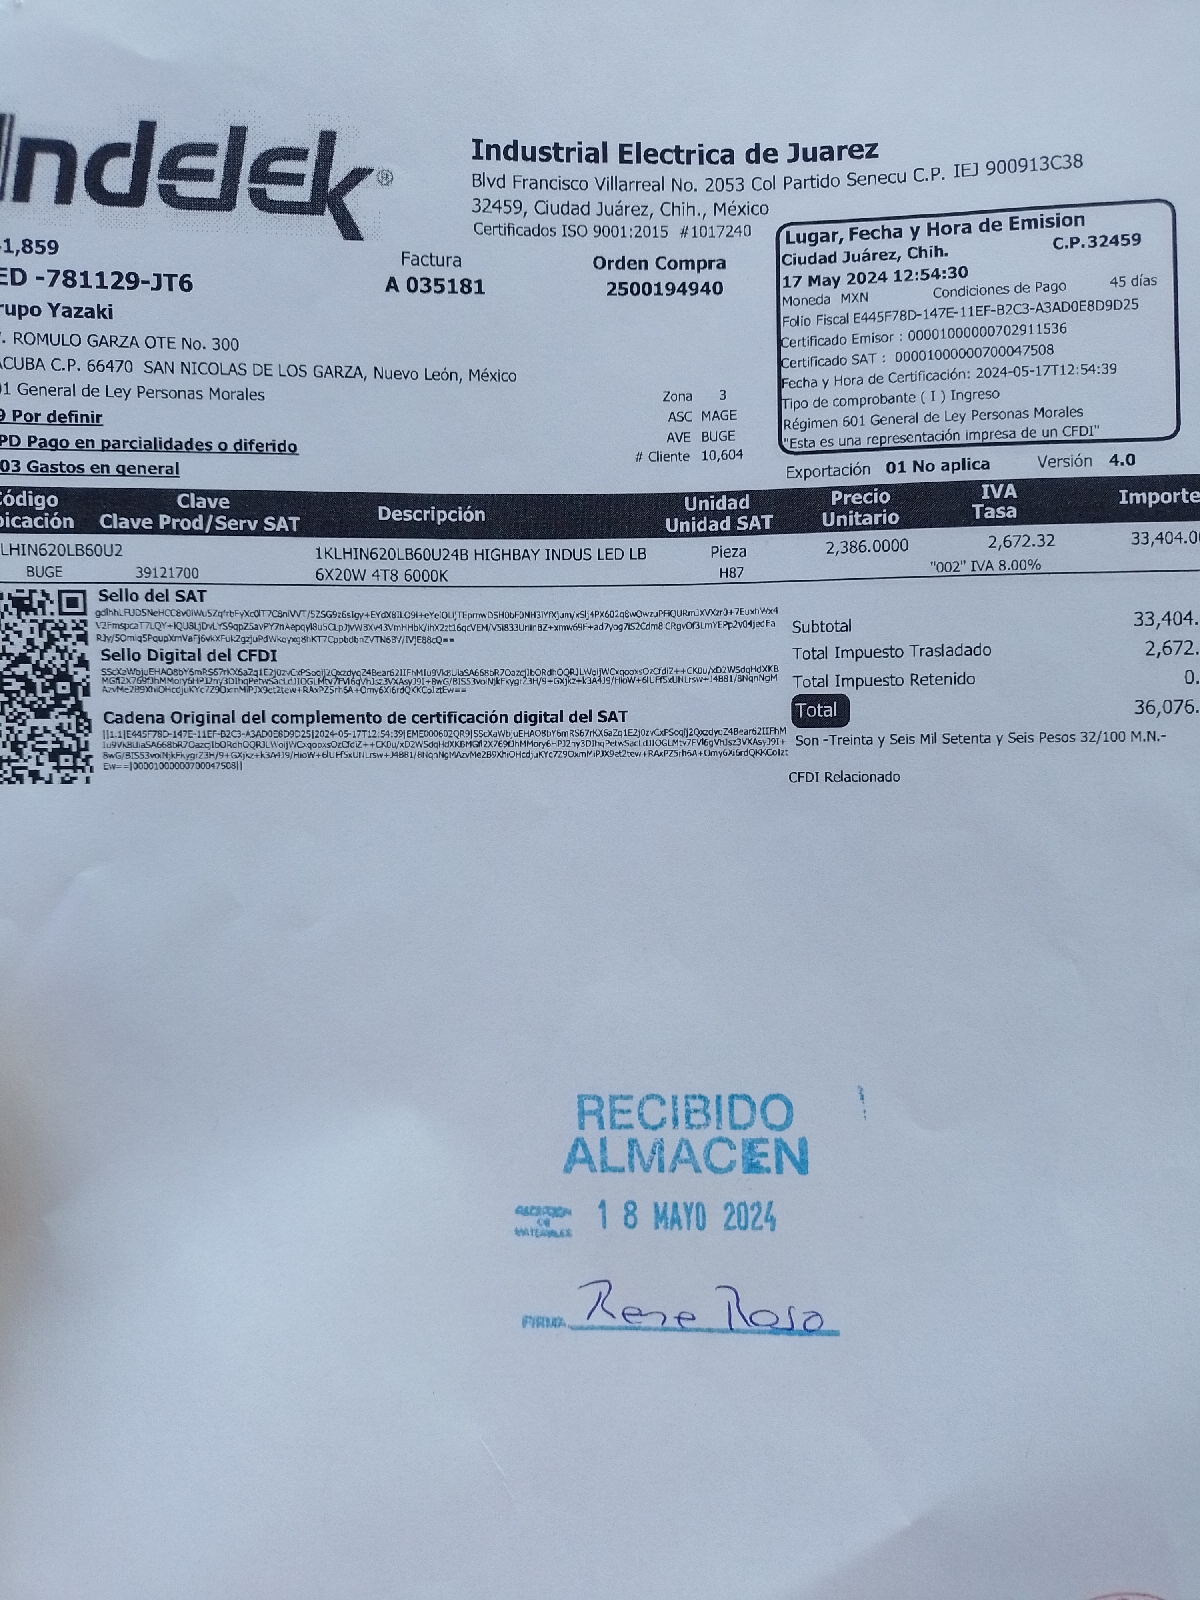 Indelek®
Industrial Electrica de Juarez
Blvd Francisco Villarreal No. 2053 Col Partido Senecu C.P. IEJ 900913C38
32459, Ciudad Juárez, Chih., México
Certificados ISO 9001:2015 #1017240
1,859
ED -781129-JT6
Factura
A 035181
Orden Compra
2500194940
Lugar, Fecha y Hora de Emision
Ciudad Juárez, Chih. C.P.32459
17 May 2024 12:54:30
Moneda MXN Condiciones de Pago 45 días
Folio Fiscal E445F78D-147E-11EF-B2C3-A3AD0E8D9D25
Certificado Emisor : 00001000000702911536
Certificado SAT : 00001000000700047508
Fecha y Hora de Certificación: 2024-05-17T12:54:39
Tipo de comprobante ( I ) Ingreso
Régimen 601 General de Ley Personas Morales
"Esta es una representación impresa de un CFDI"
rupo Yazaki
. ROMULO GARZA OTE No. 300
ACUBA C.P. 66470 SAN NICOLAS DE LOS GARZA, Nuevo León, México
01 General de Ley Personas Morales
9 Por definir
PD Pago en parcialidades o diferido
03 Gastos en general
Zona 3
ASC MAGE
AVE BUGE
# Cliente 10,604
Exportación 01 No aplica Versión 4.0
Código Clave Descripción Unidad Precio IVA Importe
bicación Clave Prod/Serv SAT Unidad SAT Unitario Tasa
LHIN620LB60U2 1KLHIN620LB60U24B HIGHBAY INDUS LED LB Pieza 2,386.0000 2,672.32 33,404.0
BUGE 39121700 6X20W 4T8 6000K H87 "002" IVA 8.00%
Sello del SAT
Sello Digital del CFDI
Cadena Original del complemento de certificación digital del SAT
Subtotal 33,404.
Total Impuesto Trasladado 2,672.
Total Impuesto Retenido 0.
Total 36,076.
Son -Treinta y Seis Mil Setenta y Seis Pesos 32/100 M.N.-
CFDI Relacionado
RECIBIDO
ALMACEN
RECEPCION
DE
MATERIALES
18 MAYO 2024
FIRMA Rene Roso